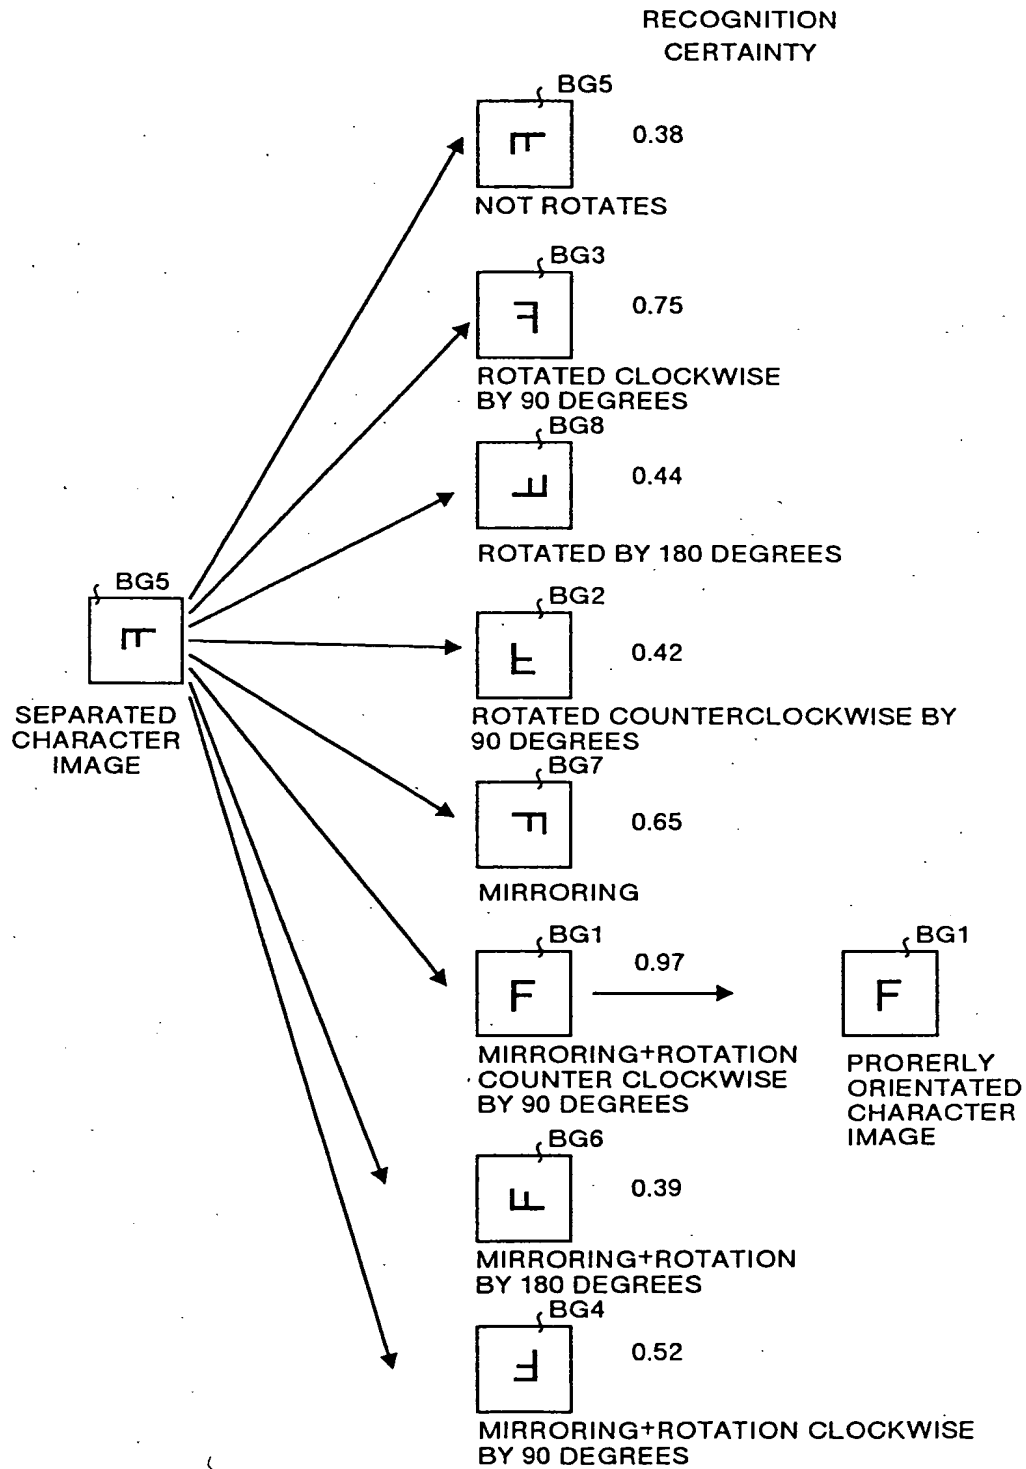 RECOGNITION
CERTAINTY
BG5
0.38
NOT ROTATES
BG3
0.75
ROTATED CLOCKWISE
BY 90 DEGREES
BG8
0.44
ROTATED BY 180 DEGREES
BG5
SEPARATED
CHARACTER
IMAGE
BG2
0.42
ROTATED COUNTERCLOCKWISE BY
90 DEGREES
BG7
0.65
MIRRORING
BG1
F
0.97
MIRRORING+ROTATION
COUNTER CLOCKWISE
BY 90 DEGREES
BG1
F
PRORERLY
ORIENTATED
CHARACTER
IMAGE
BG6
0.39
MIRRORING+ROTATION
BY 180 DEGREES
BG4
0.52
MIRRORING+ROTATION CLOCKWISE
BY 90 DEGREES